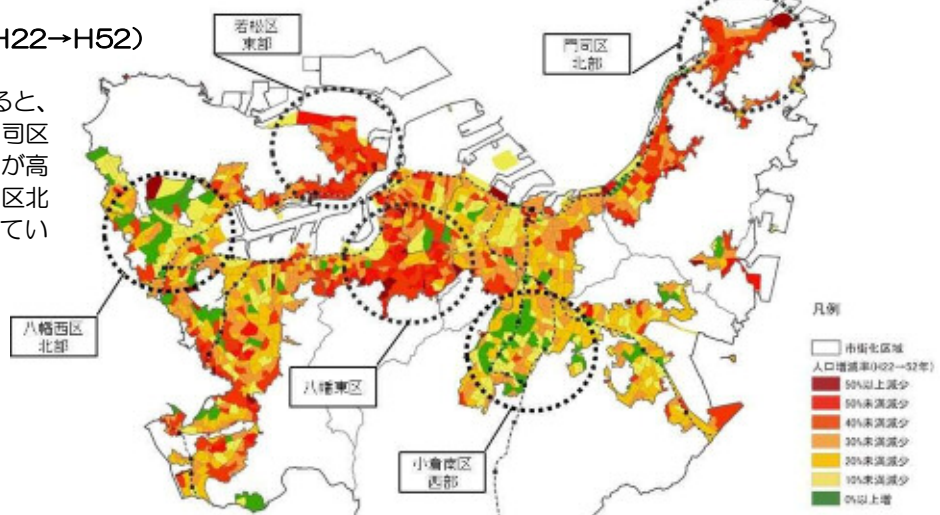 H22→H52）
ると、
司区
が高
区北
てい
若松区
東部
門司区
北部
八幡西区
北部
八幡東区
小倉南区
西部
凡例
市街化区域
人口増減率(H22→52年)
50%以上減少
50%未満減少
40%未満減少
30%未満減少
20%未満減少
10%未満減少
0%以上増